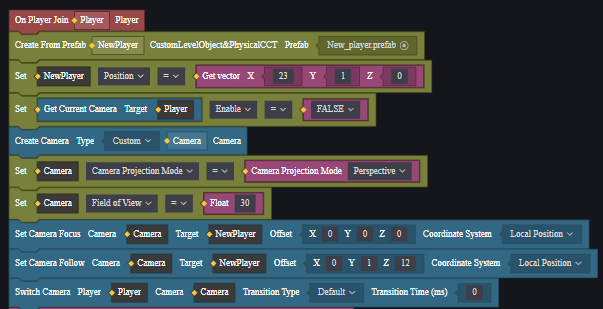 On Player Join Player Player
Create From Prefab NewPlayer CustomLevelObject&PhysicalCCT Prefab New_player.prefab
Set NewPlayer Position = Get vector X 23 Y 1 Z 0
Set Get Current Camera Target Player Enable = FALSE
Create Camera Type Custom Camera Camera
Set Camera Camera Projection Mode = Camera Projection Mode Perspective
Set Camera Field of View = Float 30
Set Camera Focus Camera Camera Target NewPlayer Offset X 0 Y 0 Z 0 Coordinate System Local Position
Set Camera Follow Camera Camera Target NewPlayer Offset X 0 Y 1 Z 12 Coordinate System Local Position
Switch Camera Player Player Camera Camera Transition Type Default Transition Time (ms) 0